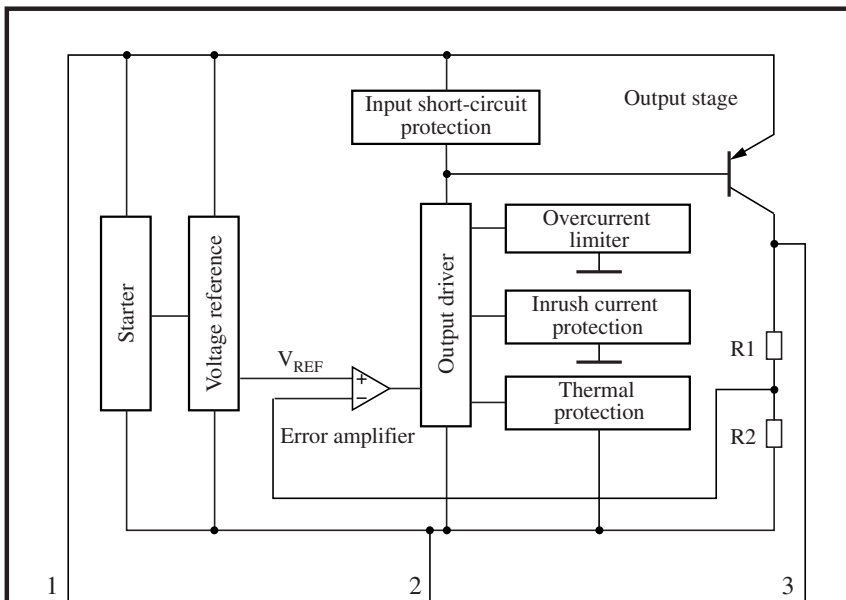 Input short-circuit
protection
Output stage
Starter
Voltage reference
Output driver
Overcurrent
limiter
Inrush current
protection
Thermal
protection
VREF
+
−
Error amplifier
R1
R2
1
2
3